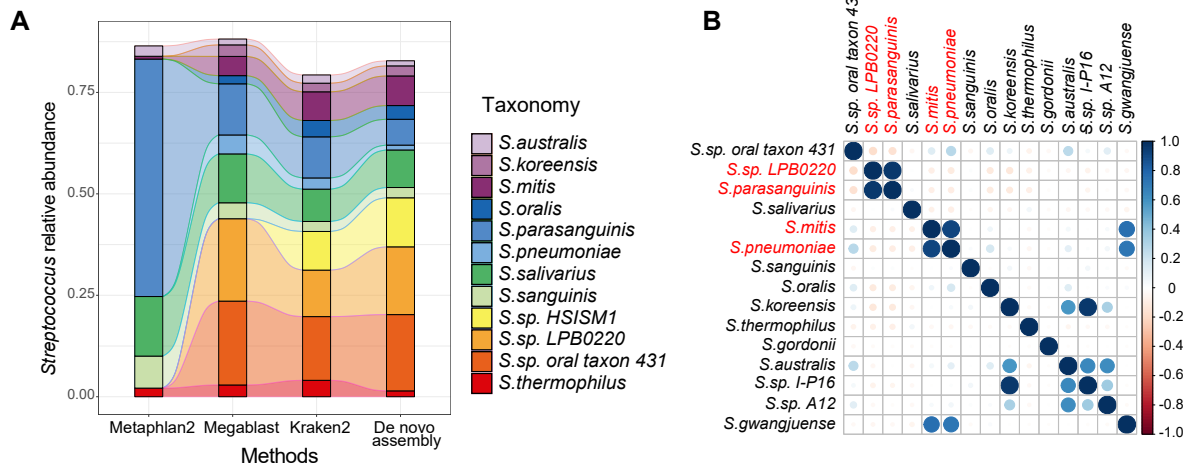 A
Streptococcus relative abundance
0.75
0.50
0.25
0.00
Metaphlan2
Megablast
Kraken2
De novo
assembly
Methods
Taxonomy
S.australis
S.koreensis
S.mitis
S.oralis
S.parasanguinis
S.pneumoniae
S.salivarius
S.sanguinis
S.sp. HSISM1
S.sp. LPB0220
S.sp. oral taxon 431
S.thermophilus
B
S.sp. oral taxon 43
S.sp. LPB0220
S.parasanguinis
S.salivarius
S.mitis
S.pneumoniae
S.sanguinis
S.oralis
S.koreensis
S.thermophilus
S.gordonii
S.australis
S.sp. I-P16
S.sp. A12
S.gwangjuense
S.sp. oral taxon 431
S.sp. LPB0220
S.parasanguinis
S.salivarius
S.mitis
S.pneumoniae
S.sanguinis
S.oralis
S.koreensis
S.thermophilus
S.gordonii
S.australis
S.sp. I-P16
S.sp. A12
S.gwangjuense
1.0
0.8
0.6
0.4
0.2
0
-0.2
-0.4
-0.6
-0.8
-1.0